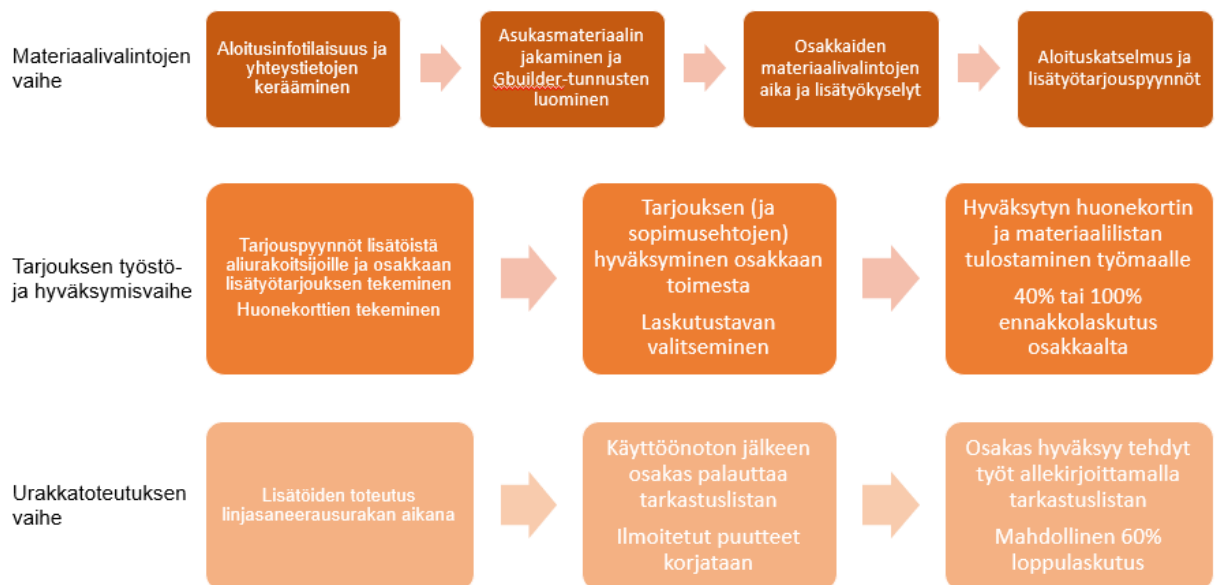 Materiaalivalintojen
vaihe
Aloitusinfotilaisuus ja
yhteystietojen
kerääminen
Asukasmateriaalin
jakaminen ja
Gbuilder-tunnusten
luominen
Osakkaiden
materiaalivalintojen
aika ja lisätyökyselyt
Aloituskatselmus ja
lisätyötarjouspyynnöt
Tarjouksen työstö-
ja hyväksymisvaihe
Tarjouspyynnöt lisätöistä
aliurakoitsijoille ja osakkaan
lisätyötarjouksen tekeminen
Huonekorttien tekeminen
Tarjouksen (ja
sopimusehtojen)
hyväksyminen osakkaan
toimesta
Laskutustavan
valitseminen
Hyväksytyn huonekortin
ja materiaalilistan
tulostaminen työmaalle
40% tai 100%
ennakkolaskutus
osakkaalta
Urakkatoteutuksen
vaihe
Lisätöiden toteutus
linjasaneerausurakan aikana
Käyttöönoton jälkeen
osakas palauttaa
tarkastuslistan
Ilmoitetut puutteet
korjataan
Osakas hyväksyy tehdyt
työt allekirjoittamalla
tarkastuslistan
Mahdollinen 60%
loppulaskutus